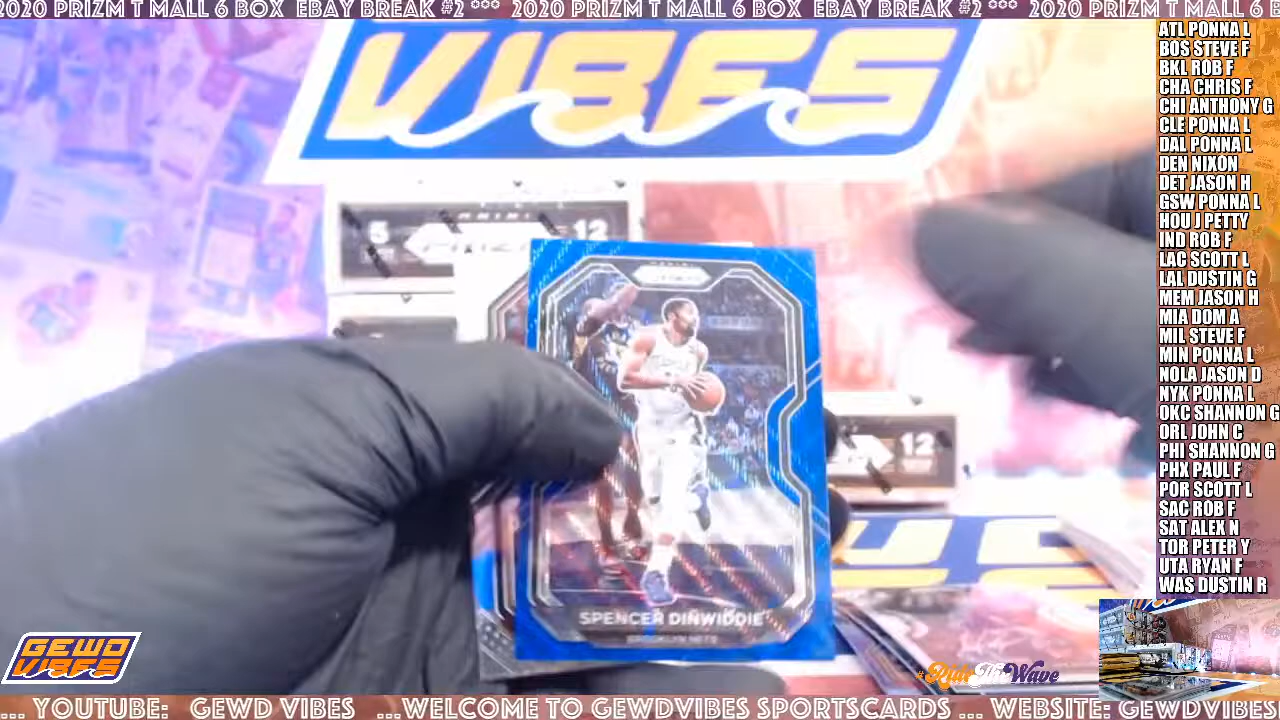 2020 PRIZM T MALL 6 BOX EBAY BREAK #2 *** 2020 PRIZM T MALL 6 BOX EBAY BREAK #2 *** 2020 PRIZM T MALL 6 B
VIBES
5
12
PRIZM
SPENCER DINWIDDIE
BROOKLYN NETS
12
ATL PONNA L
BOS STEVE F
BKL ROB F
CHA CHRIS F
CHI ANTHONY G
CLE PONNA L
DAL PONNA L
DEN NIXON
DET JASON H
GSW PONNA L
HOU J PETTY
IND ROB F
LAC SCOTT L
LAL DUSTIN G
MEM JASON H
MIA DOM A
MIL STEVE F
MIN PONNA L
NOLA JASON D
NYK PONNA L
OKC SHANNON G
ORL JOHN C
PHI SHANNON G
PHX PAUL F
POR SCOTT L
SAC ROB F
SAT ALEX N
TOR PETER Y
UTA RYAN F
WAS DUSTIN R
GEWD
VIBES
#RideTheWave
... YOUTUBE: GEWD VIBES ...WELCOME TO GEWDVIBES SPORTSCARDS ... WEBSITE: GEWDVIBES